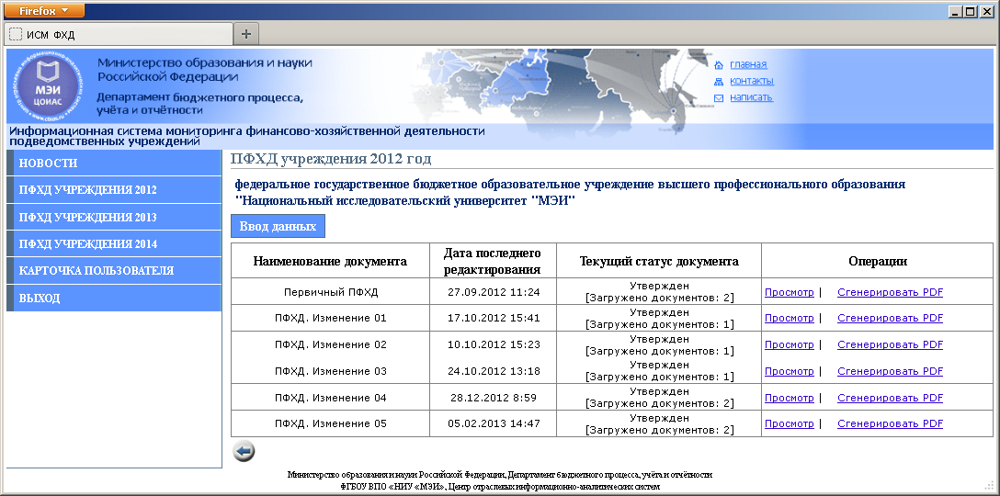 Firefox
ИСМ ФХД
Министерство образования и науки
Российской Федерации
Департамент бюджетного процесса,
учёта и отчётности
МЭИ
ЦОИАС
главная
контакты
написать
Информационная система мониторинга финансово-хозяйственной деятельности
подведомственных учреждений
НОВОСТИ
ПФХД УЧРЕЖДЕНИЯ 2012
ПФХД УЧРЕЖДЕНИЯ 2013
ПФХД УЧРЕЖДЕНИЯ 2014
КАРТОЧКА ПОЛЬЗОВАТЕЛЯ
ВЫХОД
ПФХД учреждения 2012 год
федеральное государственное бюджетное образовательное учреждение высшего профессионального образования
"Национальный исследовательский университет "МЭИ"
Ввод данных
Наименование документа
Дата последнего
редактирования
Текущий статус документа
Операции
Первичный ПФХД 27.09.2012 11:24 Утвержден
[Загружено документов: 2] Просмотр | Сгенерировать PDF
ПФХД. Изменение 01 17.10.2012 15:41 Утвержден
[Загружено документов: 1] Просмотр | Сгенерировать PDF
ПФХД. Изменение 02 10.10.2012 15:23 Утвержден
[Загружено документов: 1] Просмотр | Сгенерировать PDF
ПФХД. Изменение 03 24.10.2012 13:18 Утвержден
[Загружено документов: 1] Просмотр | Сгенерировать PDF
ПФХД. Изменение 04 28.12.2012 8:59 Утвержден
[Загружено документов: 2] Просмотр | Сгенерировать PDF
ПФХД. Изменение 05 05.02.2013 14:47 Утвержден
[Загружено документов: 2] Просмотр | Сгенерировать PDF
Министерство образования и науки Российской Федерации, Департамент бюджетного процесса, учёта и отчётности
ФГБОУ ВПО «НИУ «МЭИ», Центр отраслевых информационно-аналитических систем